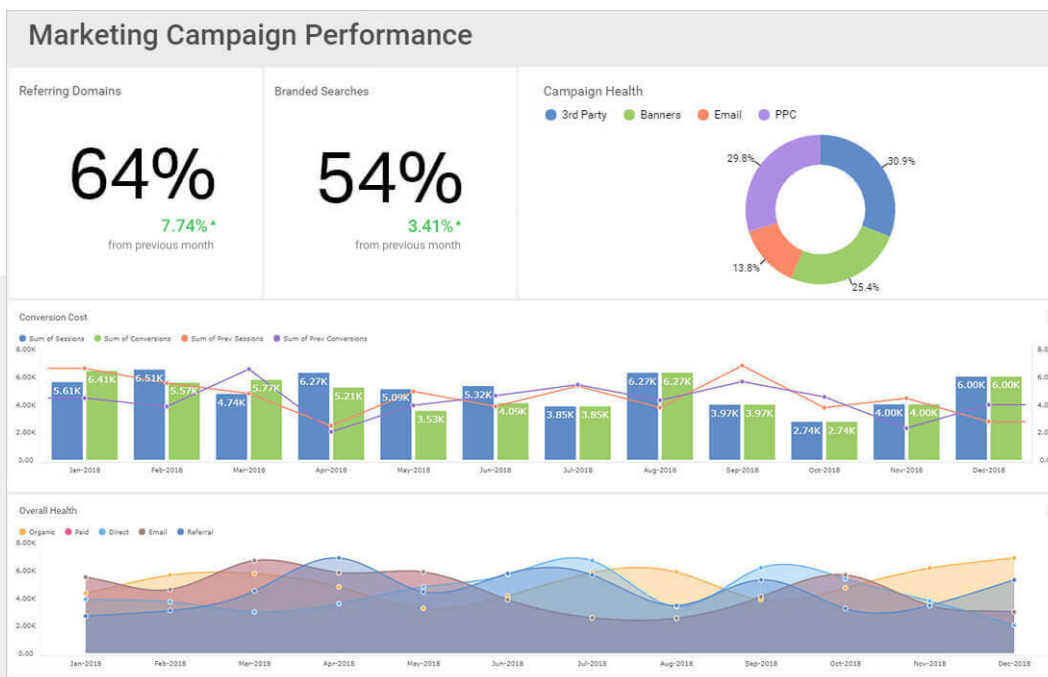 Marketing Campaign Performance
Referring Domains
64%
7.74%
from previous month
Branded Searches
54%
3.41%
from previous month
Campaign Health
3rd Party Banners Email PPC
29.8%
30.9%
13.8%
25.4%
Conversion Cost
Sum of Sessions Sum of Conversions Sum of Prev Sessions Sum of Prev Conversions
8.00K
6.00K
4.00K
2.00K
0.00
5.61K 6.41K 6.51K 5.57K 4.74K 5.77K 6.27K 5.21K 5.09K 3.53K 5.32K 4.09K 3.85K 3.85K 6.27K 6.27K 3.97K 3.97K 2.74K 2.74K 4.00K 4.00K 6.00K 6.00K
Jan-2018 Feb-2018 Mar-2018 Apr-2018 May-2018 Jun-2018 Jul-2018 Aug-2018 Sep-2018 Oct-2018 Nov-2018 Dec-2018
Overall Health
Organic Paid Direct Email Referral
8.00K
6.00K
4.00K
2.00K
0.00
Jan-2018 Feb-2018 Mar-2018 Apr-2018 May-2018 Jun-2018 Jul-2018 Aug-2018 Sep-2018 Oct-2018 Nov-2018 Dec-2018